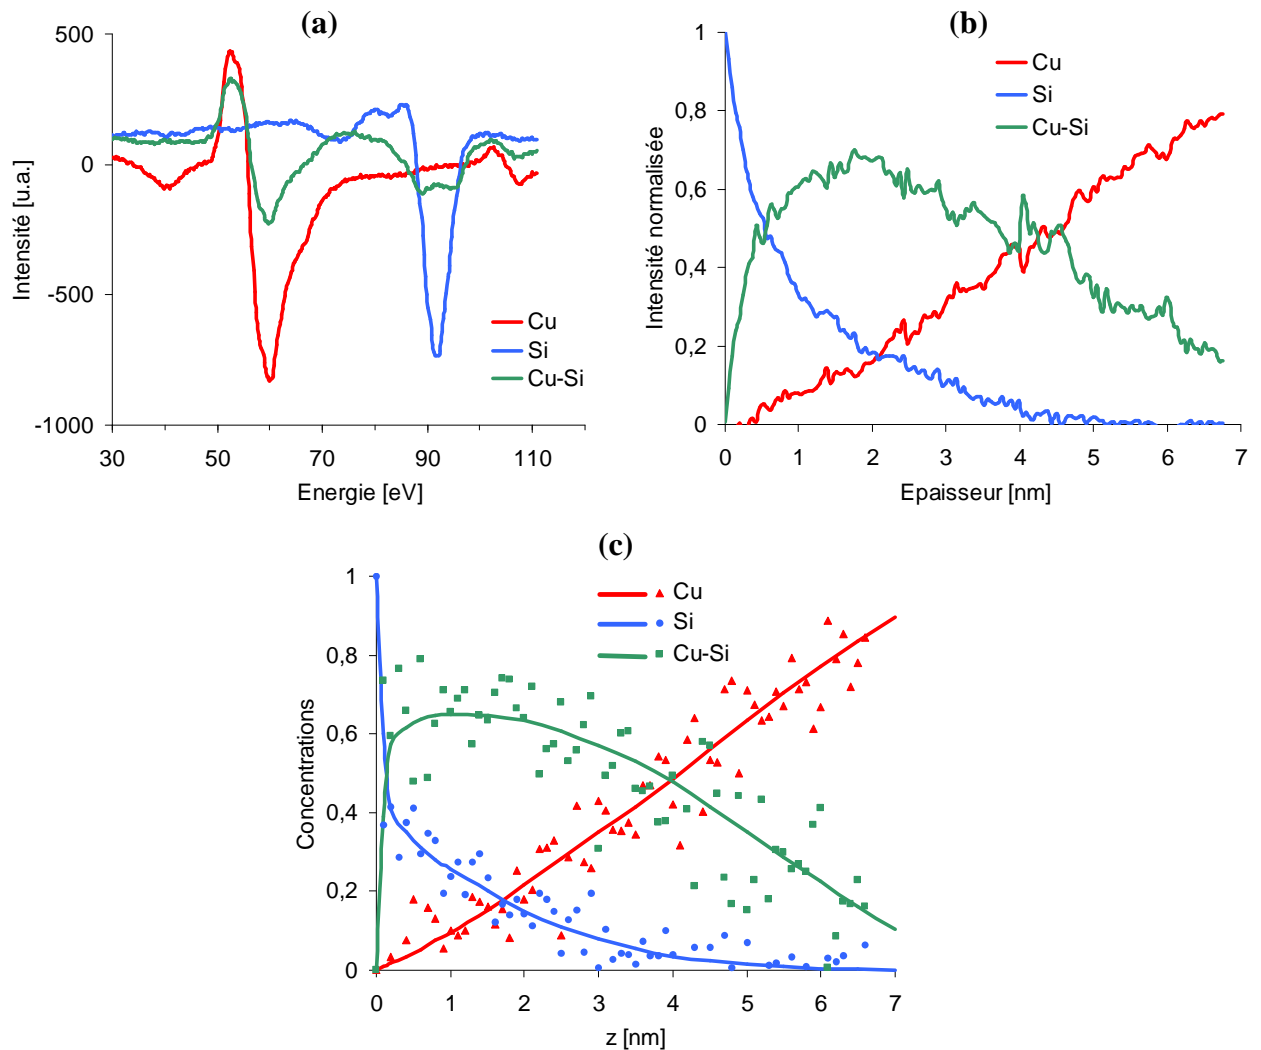 (a)
500
0
-500
-1000
Intensité [u.a.]
30 50 70 90 110
Energie [eV]
Cu
Si
Cu-Si
(b)
1
0,8
0,6
0,4
0,2
0
Intensité normalisée
0 1 2 3 4 5 6 7
Epaisseur [nm]
Cu
Si
Cu-Si
(c)
1
0,8
0,6
0,4
0,2
0
Concentrations
0 1 2 3 4 5 6 7
z [nm]
Cu
Si
Cu-Si